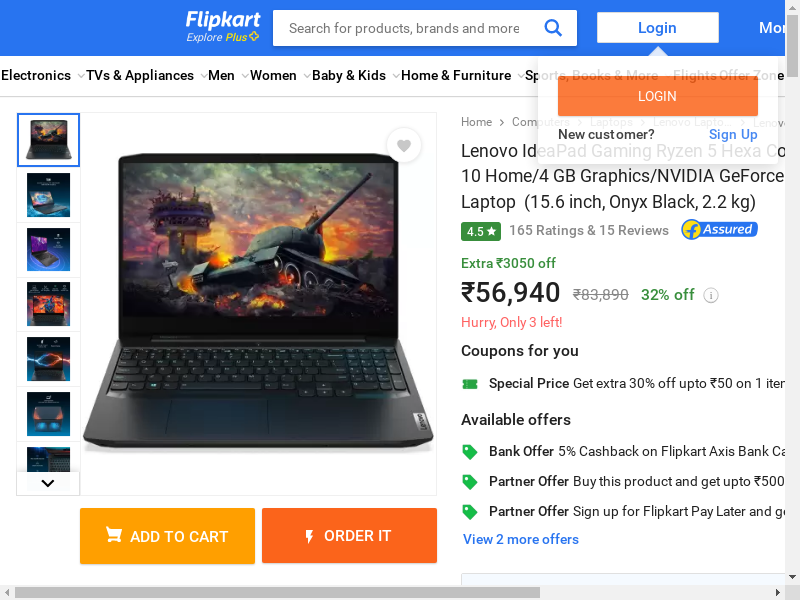 Flipkart
Explore Plus
Search for products, brands and more
Login
Electronics
TVs & Appliances
Men
Women
Baby & Kids
Home & Furniture
Sports, Books & More
Flights
Offer Zone
LOGIN
New customer?
Sign Up
Home
Computers
Laptops
Lenovo Lapto...
Lenovo IdeaPad Gaming Ryzen 5 Hexa
10 Home/4 GB Graphics/NVIDIA GeForce
Laptop (15.6 inch, Onyx Black, 2.2 kg)
4.5
165 Ratings & 15 Reviews
Assured
Extra ₹3050 off
₹56,940
₹83,890
32% off
i
Hurry, Only 3 left!
Coupons for you
Special Price Get extra 30% off upto ₹50 on 1
Available offers
Bank Offer 5% Cashback on Flipkart Axis Bank
Partner Offer Buy this product and get upto ₹500
Partner Offer Sign up for Flipkart Pay Later and
View 2 more offers
Lenovo
ADD TO CART
ORDER IT